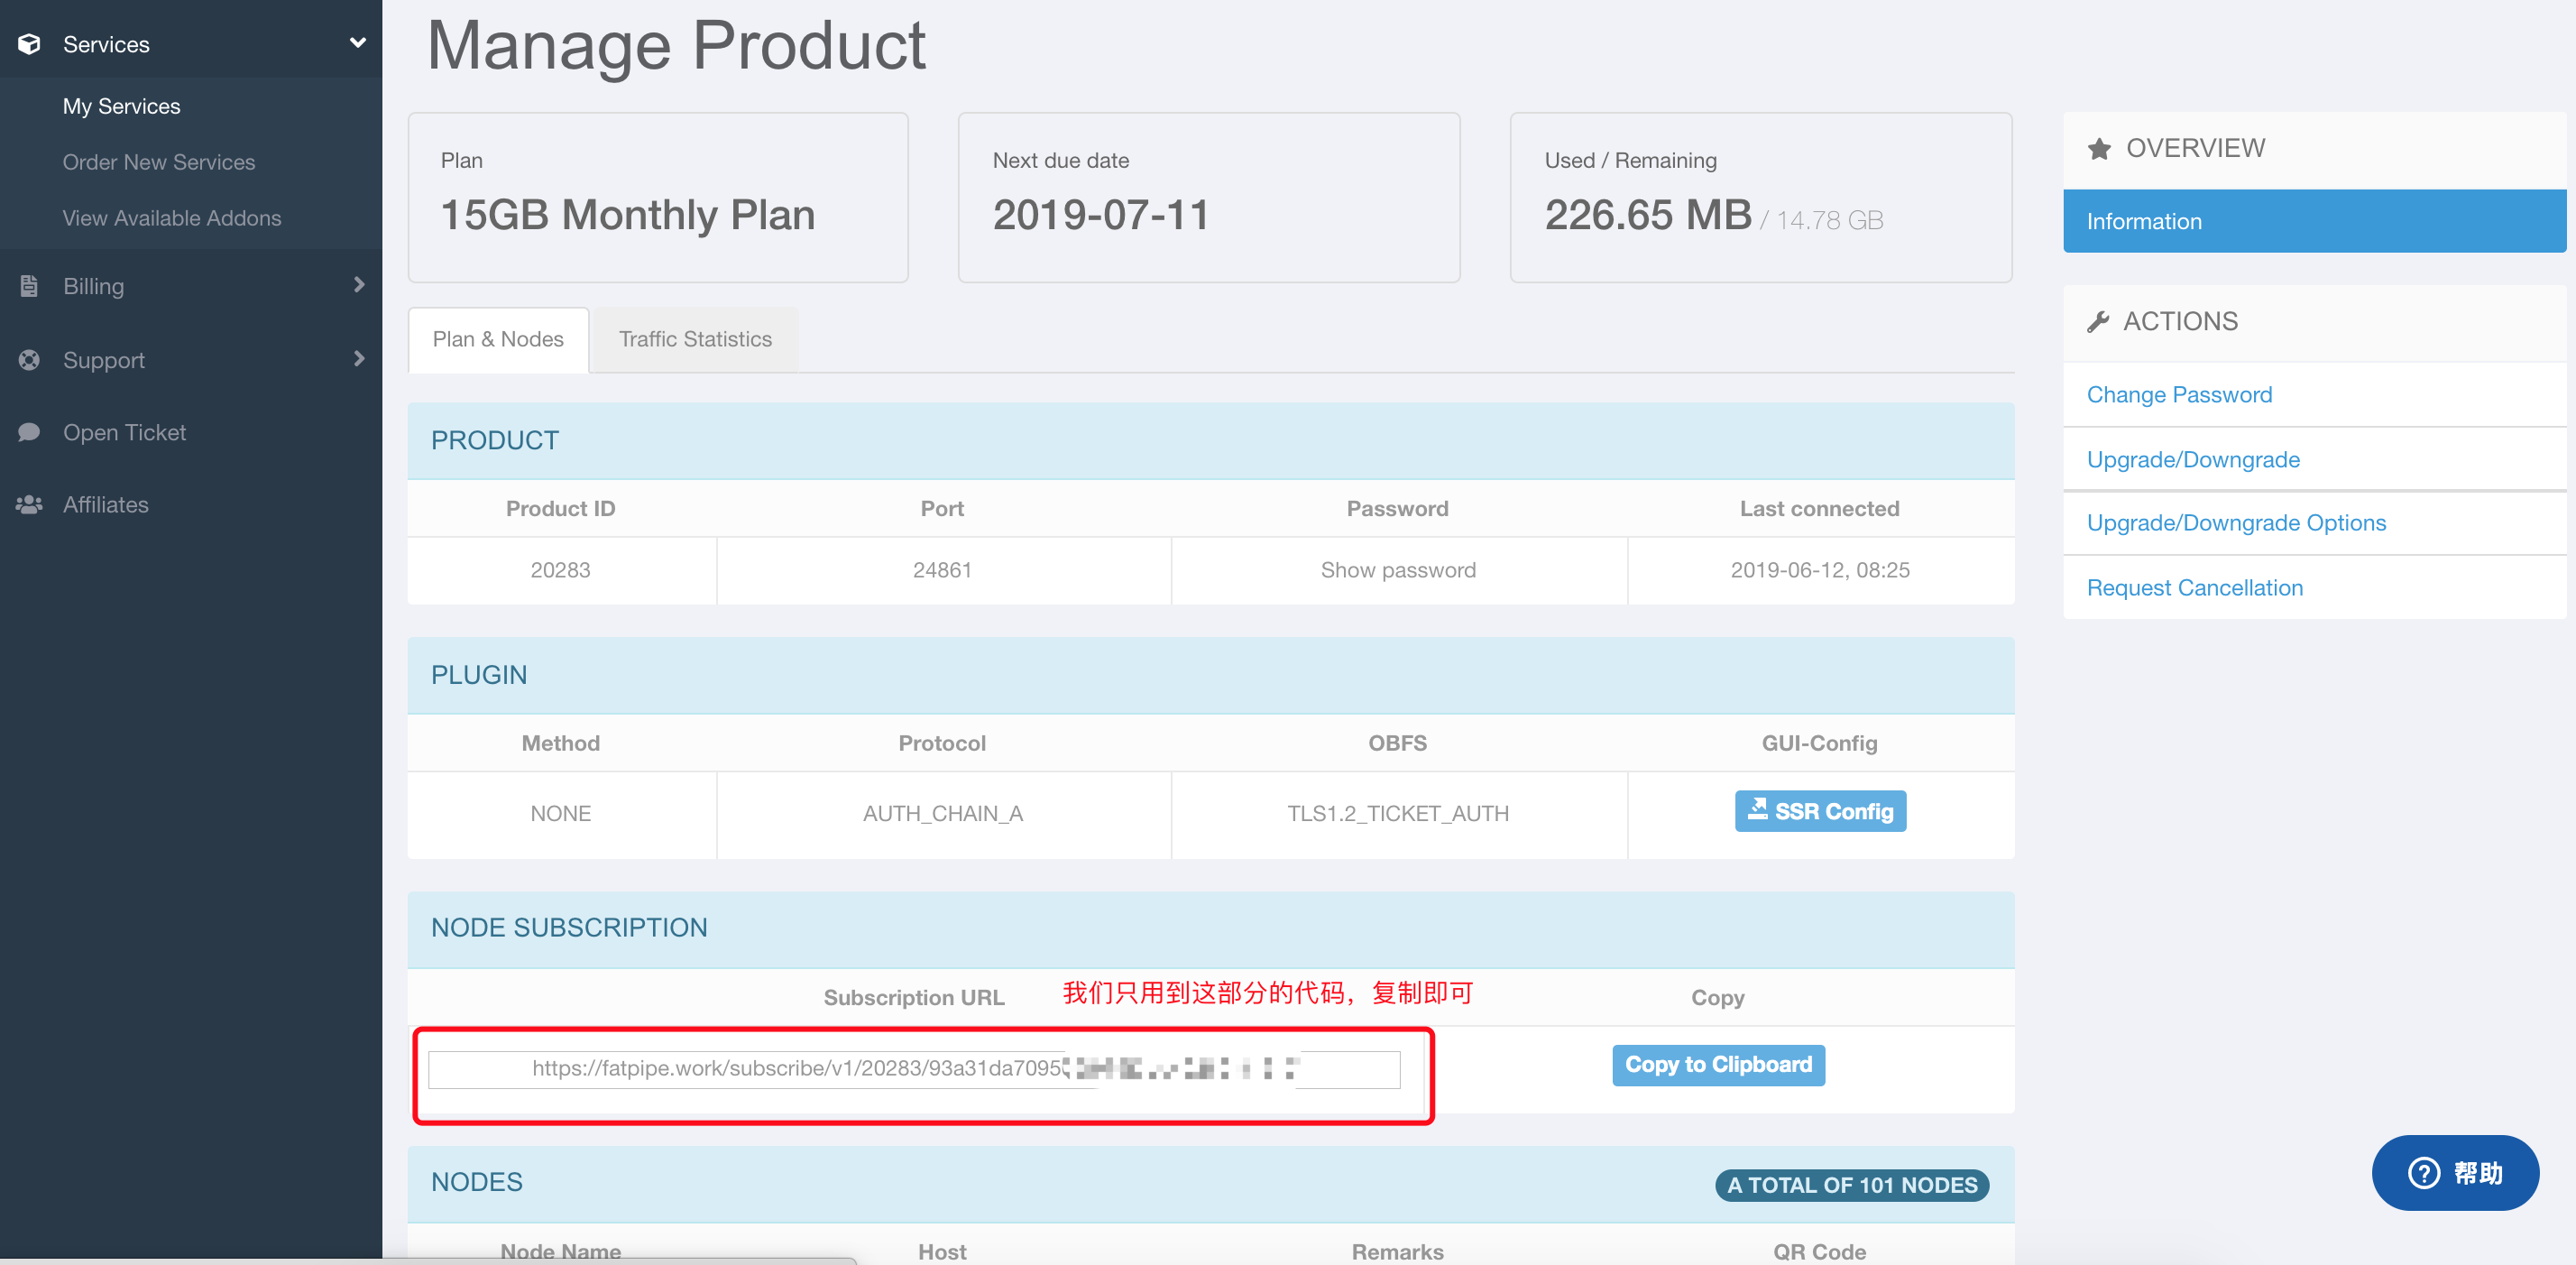 Services
My Services
Order New Services
View Available Addons
Billing
Support
Open Ticket
Affiliates
Manage Product
Plan
15GB Monthly Plan
Next due date
2019-07-11
Used / Remaining
226.65 MB / 14.78 GB
Plan & Nodes
Traffic Statistics
PRODUCT
Product ID Port Password Last connected
20283 24861 Show password 2019-06-12, 08:25
PLUGIN
Method Protocol OBFS GUI-Config
NONE AUTH_CHAIN_A TLS1.2_TICKET_AUTH SSR Config
NODE SUBSCRIPTION
Subscription URL 我们只用到这部分的代码，复制即可 Copy
https://fatpipe.work/subscribe/v1/20283/93a31da7095 Copy to Clipboard
NODES A TOTAL OF 101 NODES
Node Name Host Remarks QR Code
OVERVIEW
Information
ACTIONS
Change Password
Upgrade/Downgrade
Upgrade/Downgrade Options
Request Cancellation
帮助